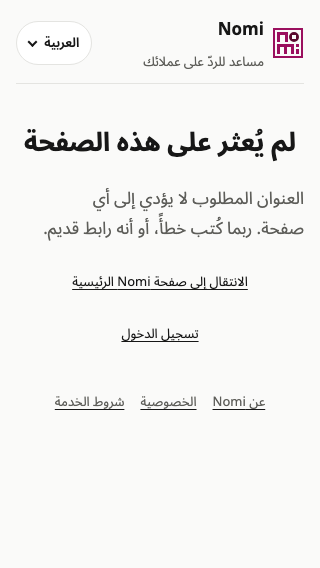 Nomi
مساعد للردّ على عملائك
العربية
لم يُعثر على هذه الصفحة
العنوان المطلوب لا يؤدي إلى أي
صفحة. ربما كُتب خطأً، أو أنه رابط قديم.
الانتقال إلى صفحة Nomi الرئيسية
تسجيل الدخول
عن Nomi
الخصوصية
شروط الخدمة